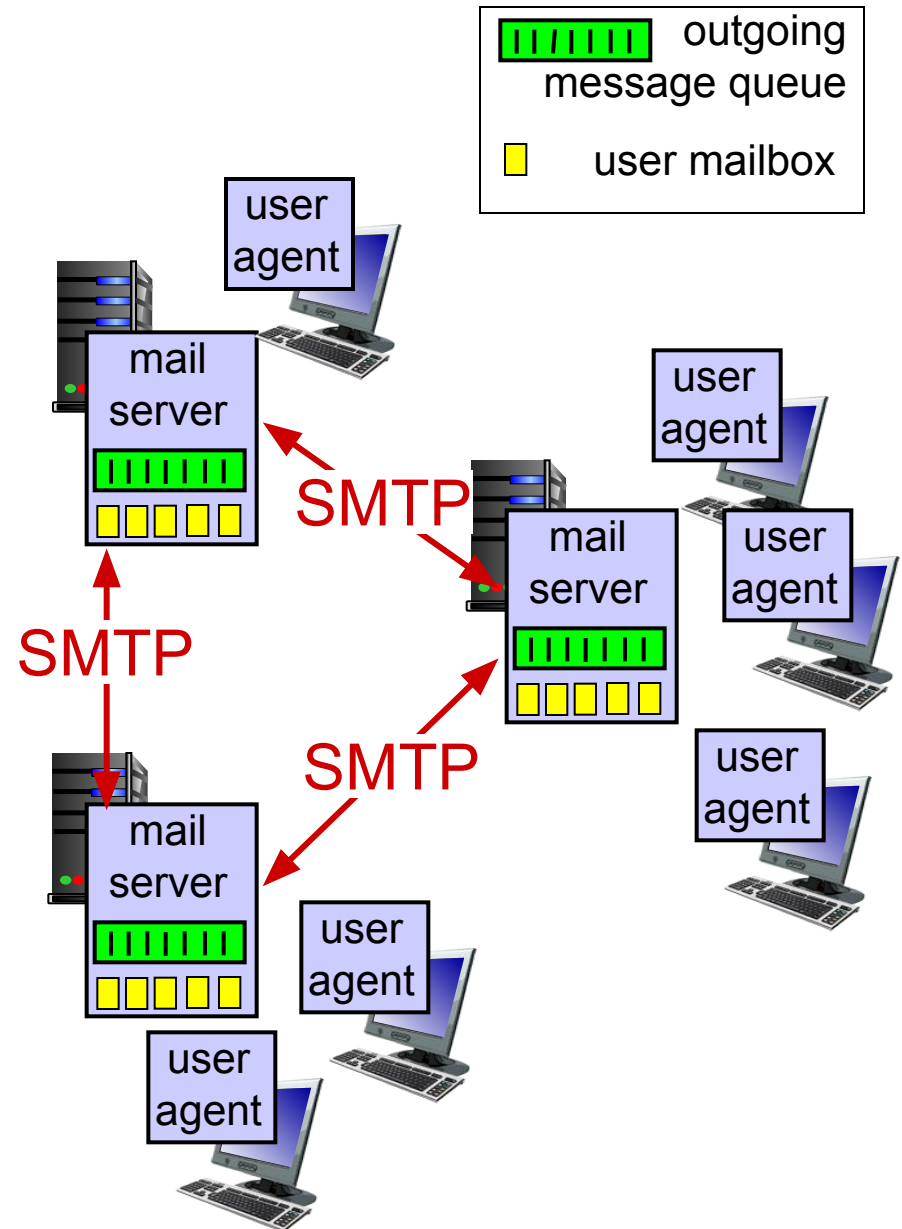 outgoing
message queue
user mailbox
user
agent
mail
server
user
agent
SMTP
mail
server
user
agent
SMTP
SMTP
user
agent
mail
server
user
agent
user
agent